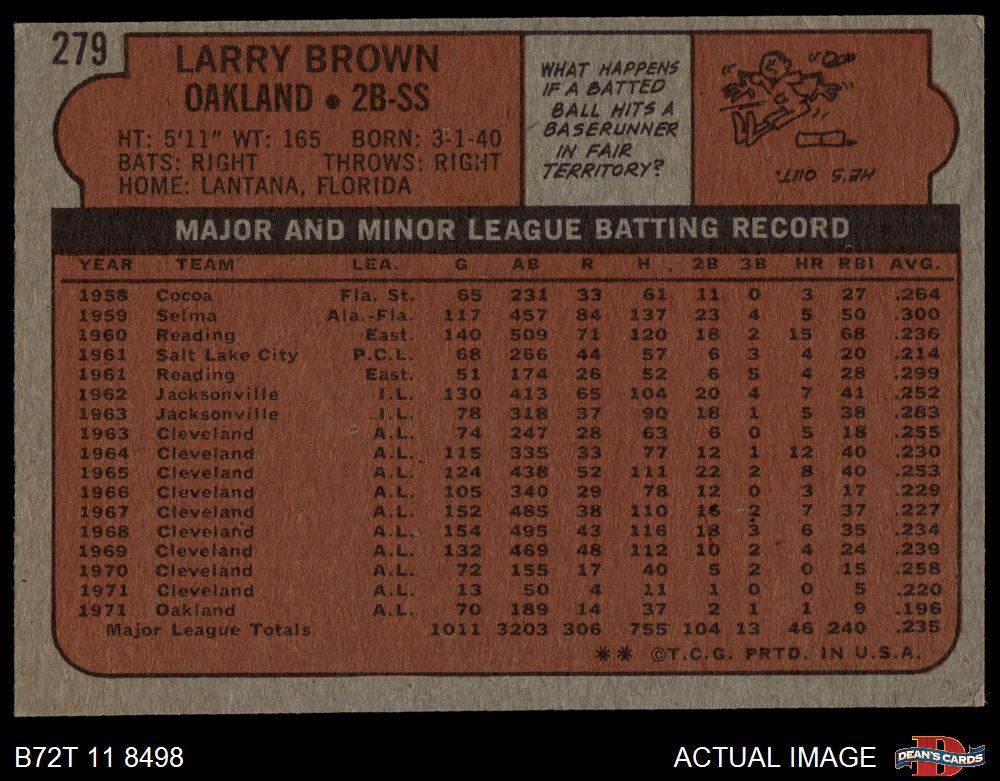 279
LARRY BROWN
OAKLAND • 2B-SS
HT: 5'11" WT: 165 BORN: 3-1-40
BATS: RIGHT THROWS: RIGHT
HOME: LANTANA, FLORIDA
WHAT HAPPENS
IF A BATTED
BALL HITS A
BASERUNNER
IN FAIR
TERRITORY?
HE'S OUT.
MAJOR AND MINOR LEAGUE BATTING RECORD
YEAR TEAM LEA. G AB R H 2B 3B HR RBI AVG.
1958 Cocoa Fla. St. 65 231 33 61 11 0 3 27 .264
1959 Selma Ala.-Fla. 117 457 84 137 23 4 5 50 .300
1960 Reading East. 140 509 71 120 18 2 15 68 .236
1961 Salt Lake City P.C.L. 68 266 44 57 6 3 4 20 .214
1961 Reading East. 51 174 26 52 6 5 4 28 .299
1962 Jacksonville I.L. 130 413 65 104 20 4 7 41 .252
1963 Jacksonville I.L. 78 318 37 90 18 1 5 38 .283
1963 Cleveland A.L. 74 247 28 63 6 0 5 18 .255
1964 Cleveland A.L. 115 335 33 77 12 1 12 40 .230
1965 Cleveland A.L. 124 438 52 111 22 2 8 40 .253
1966 Cleveland A.L. 105 340 29 78 12 0 3 17 .229
1967 Cleveland A.L. 152 485 38 110 16 2 7 37 .227
1968 Cleveland A.L. 154 495 43 116 18 3 6 35 .234
1969 Cleveland A.L. 132 469 48 112 10 2 4 24 .239
1970 Cleveland A.L. 72 155 17 40 5 2 0 15 .258
1971 Cleveland A.L. 13 50 4 11 1 0 0 5 .220
1971 Oakland A.L. 70 189 14 37 2 1 1 9 .196
Major League Totals 1011 3203 306 755 104 13 46 240 .235
** ©T.C.G. PRTD. IN U.S.A.
B72T 11 8498
ACTUAL IMAGE
D
DEAN'S CARDS